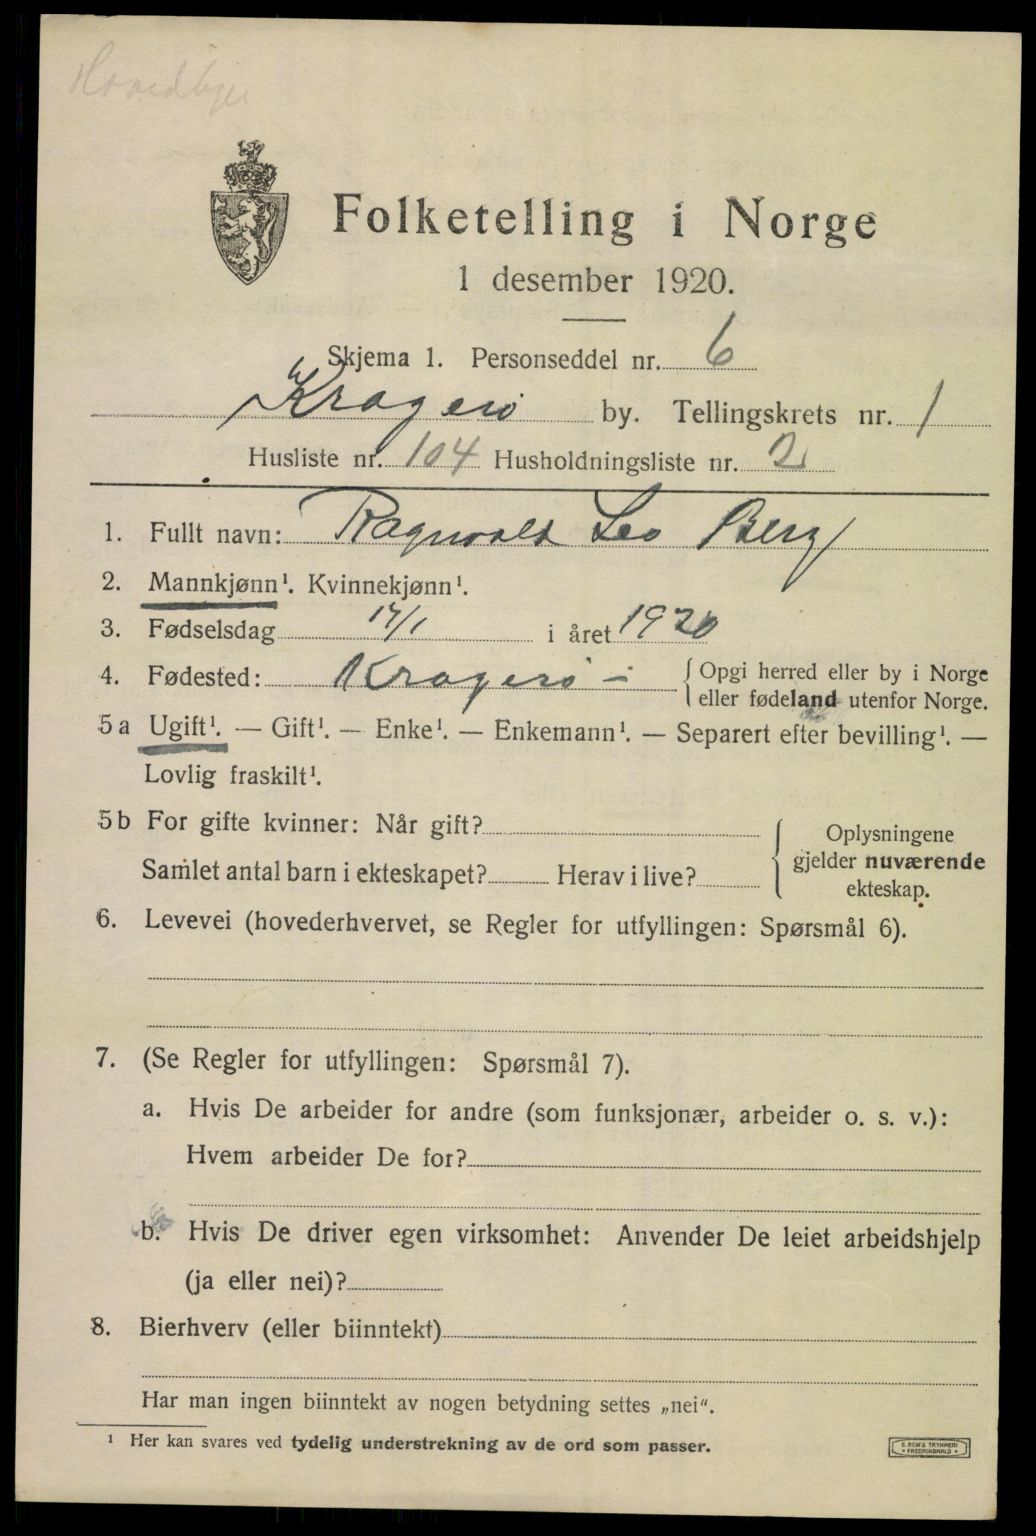 Hovedbyen
Folketelling i Norge
1 desember 1920.
Skjema 1. Personseddel nr. 6
Kragerø by. Tellingskrets nr. 1
Husliste nr. 104 Husholdningsliste nr. 2
1. Fullt navn: Ragnvald Leo Berg
2. Mannkjønn¹. Kvinnekjønn¹.
3. Fødselsdag 17/1 i året 1920
4. Fødested: Kragerø – { Opgi herred eller by i Norge
eller fødeland utenfor Norge.
5a Ugift¹. — Gift¹. — Enke¹. — Enkemann¹. — Separert efter bevilling¹. —
Lovlig fraskilt¹.
5b For gifte kvinner: Når gift?
Samlet antal barn i ekteskapet? Herav i live?
Oplysningene
gjelder nuværende
ekteskap.
6. Levevei (hovederhvervet, se Regler for utfyllingen: Spørsmål 6).
7. (Se Regler for utfyllingen: Spørsmål 7).
a. Hvis De arbeider for andre (som funksjonær, arbeider o. s. v.):
Hvem arbeider De for?
b. Hvis De driver egen virksomhet: Anvender De leiet arbeidshjelp
(ja eller nei)?
8. Bierhverv (eller biinntekt)
Har man ingen biinntekt av nogen betydning settes „nei".
¹ Her kan svares ved tydelig understrekning av de ord som passer.
E. SEM'S TRYKKERI
• FREDRIKSHALD •